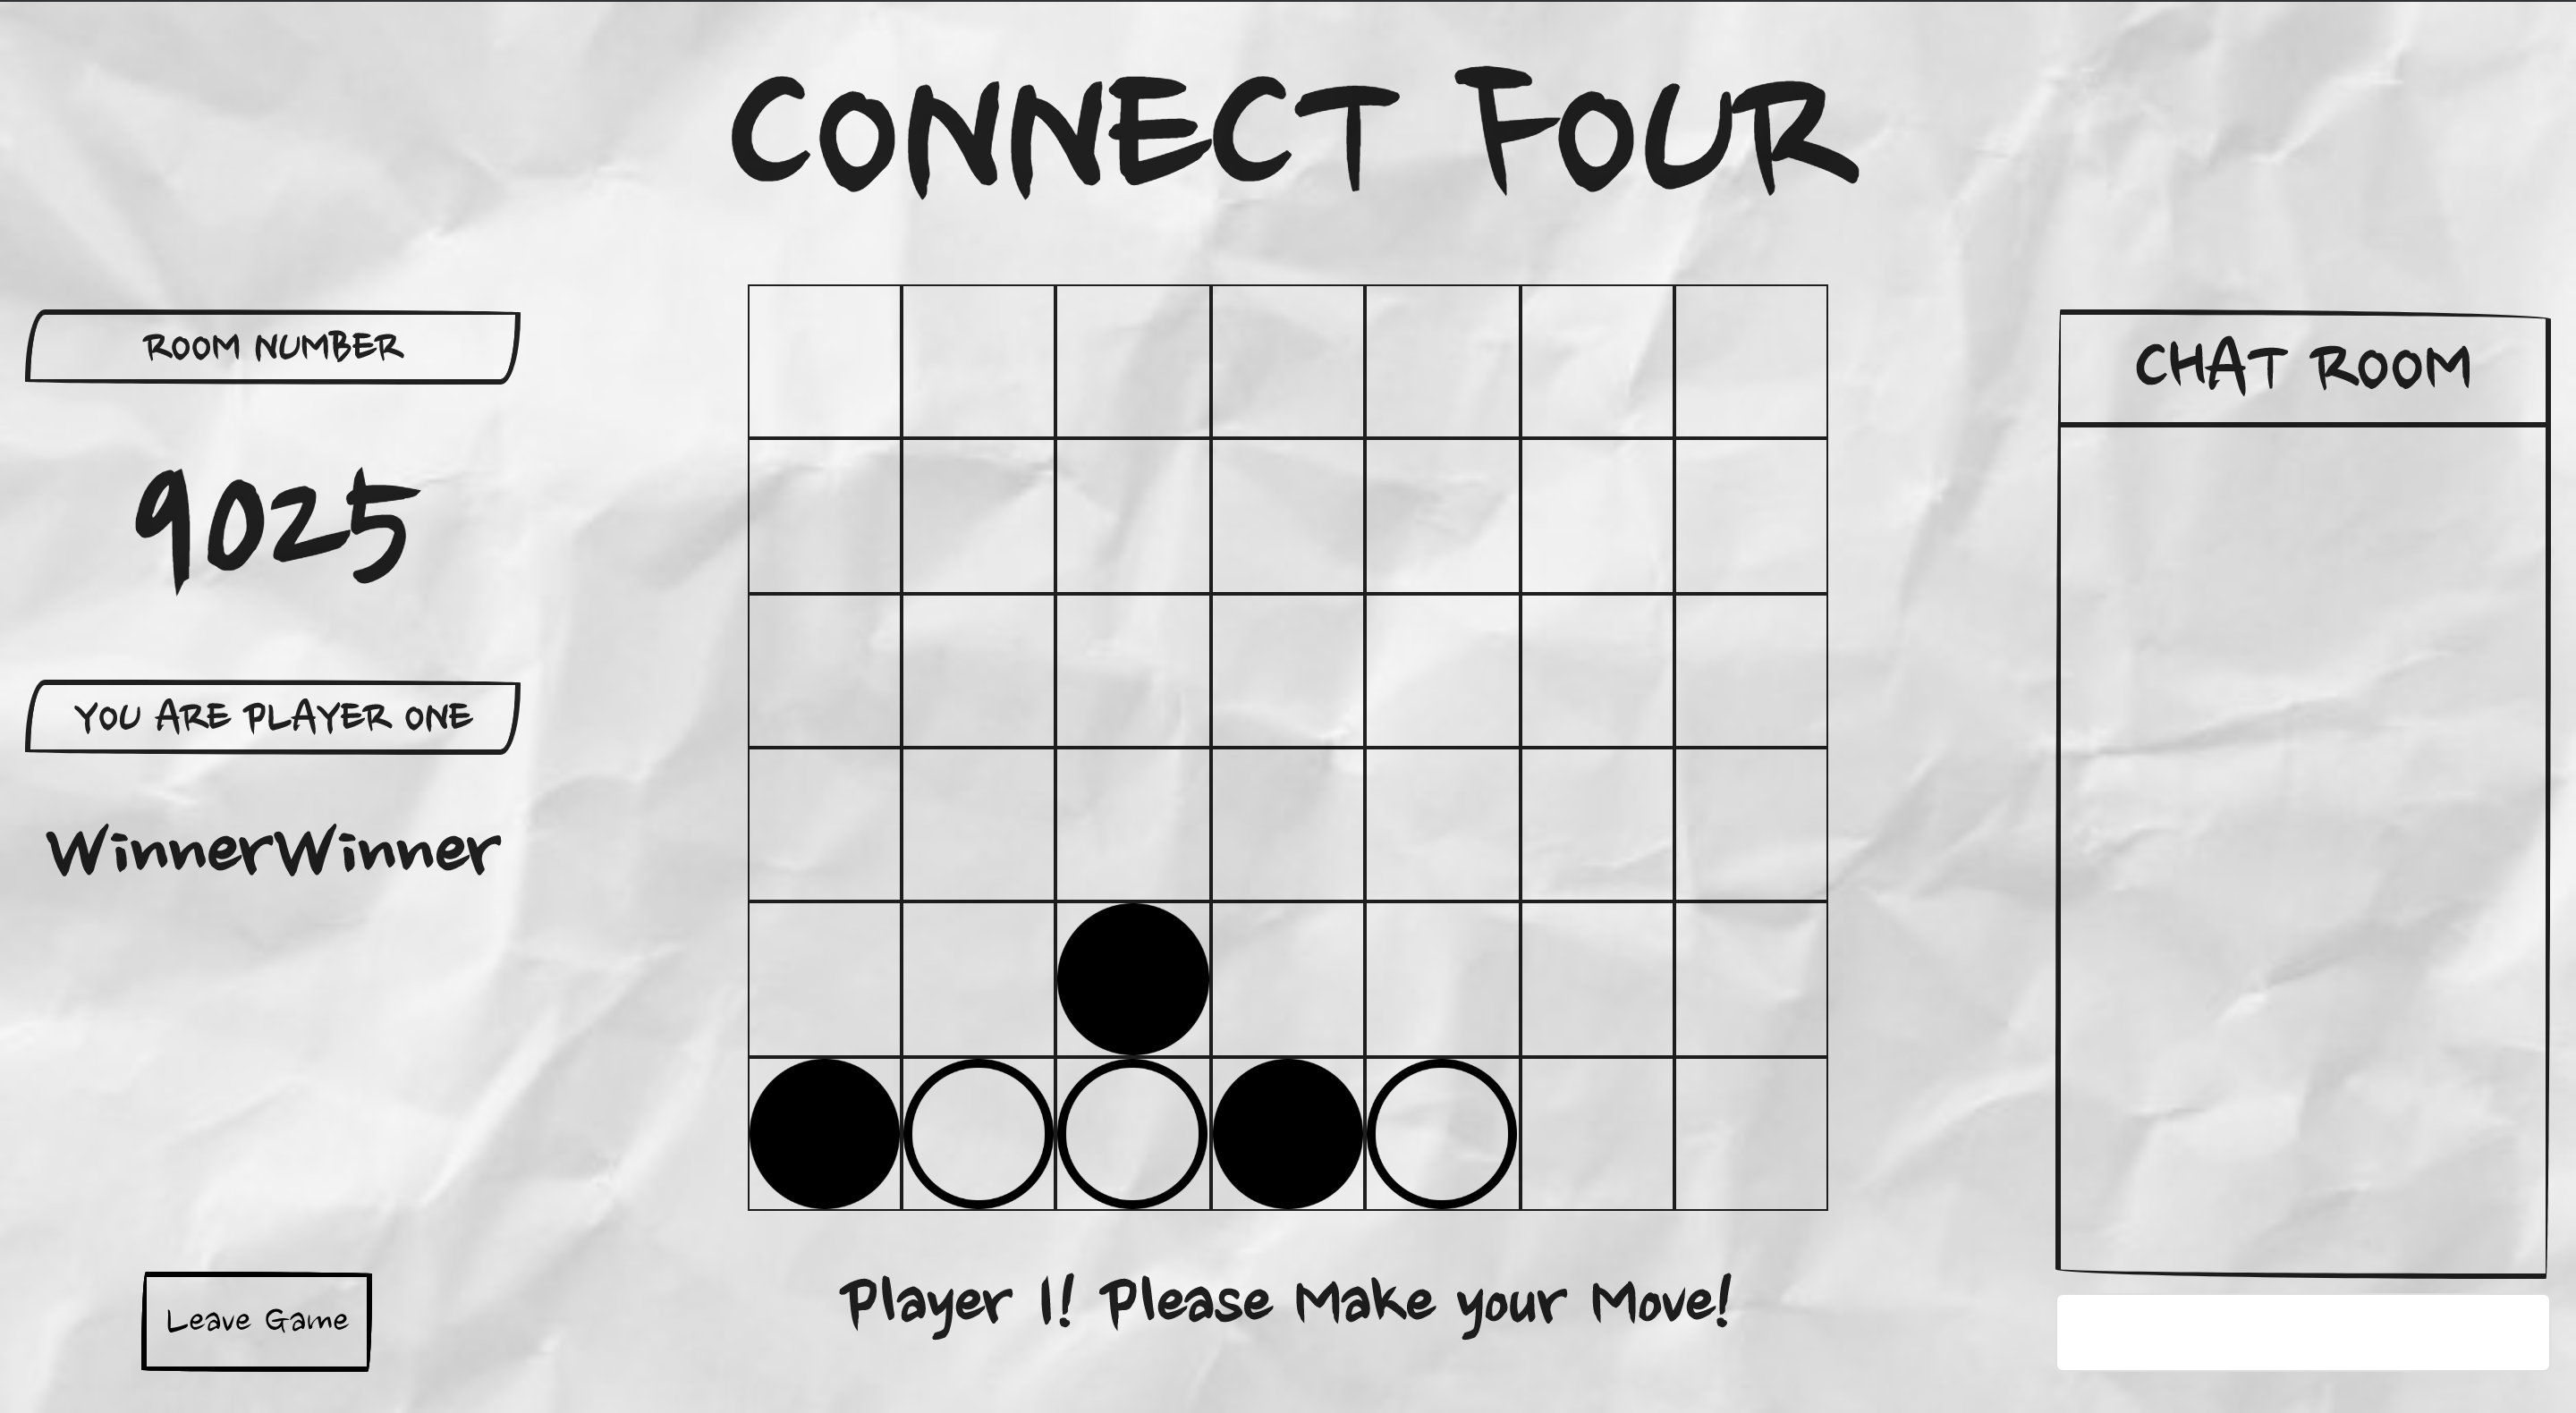 CONNECT FOUR
ROOM NUMBER
9025
YOU ARE PLAYER ONE
WinnerWinner
Leave Game
Player 1! Please Make your Move!
CHAT ROOM